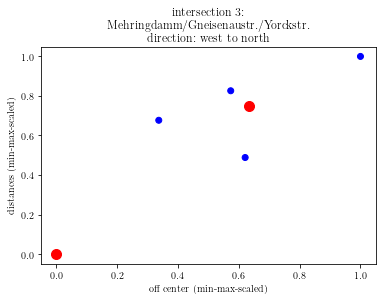 intersection 3:
Mehringdamm/Gneisenaustr./Yorckstr.
direction: west to north
distances (min-max-scaled)
1.0
0.8
0.6
0.4
0.2
0.0
0.0 0.2 0.4 0.6 0.8 1.0
off center (min-max-scaled)